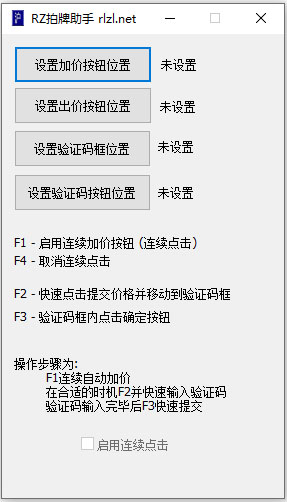 RZ拍牌助手 rlzl.net
设置加价按钮位置 未设置
设置出价按钮位置 未设置
设置验证码框位置 未设置
设置验证码按钮位置 未设置
F1 - 启用连续加价按钮（连续点击）
F4 - 取消连续点击
F2 - 快速点击提交价格并移动到验证码框
F3 - 验证码框内点击确定按钮
操作步骤为:
F1连续自动加价
在合适的时机F2并快速输入验证码
验证码输入完毕后F3快速提交
启用连续点击